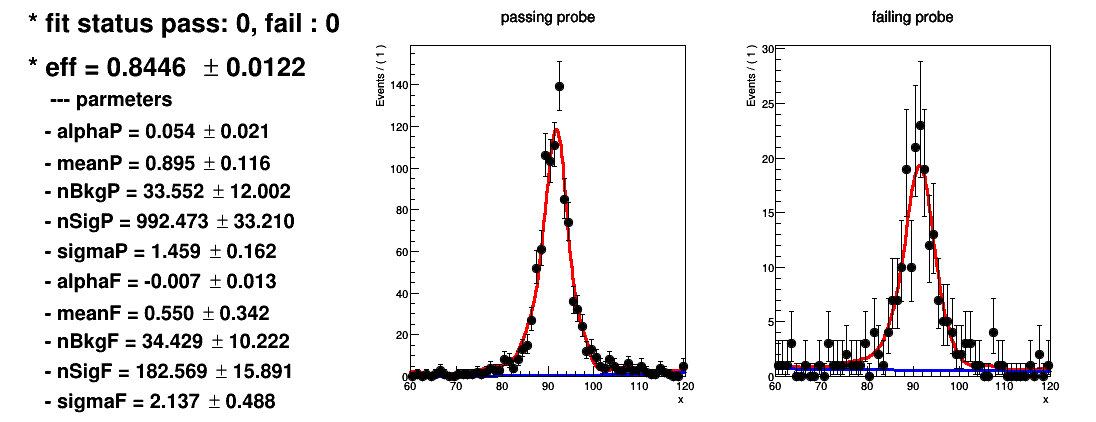 * fit status pass: 0, fail : 0
* eff = 0.8446 ± 0.0122
--- parmeters
- alphaP = 0.054 ± 0.021
- meanP = 0.895 ± 0.116
- nBkgP = 33.552 ± 12.002
- nSigP = 992.473 ± 33.210
- sigmaP = 1.459 ± 0.162
- alphaF = -0.007 ± 0.013
- meanF = 0.550 ± 0.342
- nBkgF = 34.429 ± 10.222
- nSigF = 182.569 ± 15.891
- sigmaF = 2.137 ± 0.488
passing probe
Events / ( 1 )
140
120
100
80
60
40
20
0
60 70 80 90 100 110 120
x
failing probe
Events / ( 1 )
30
25
20
15
10
5
0
60 70 80 90 100 110 120
x